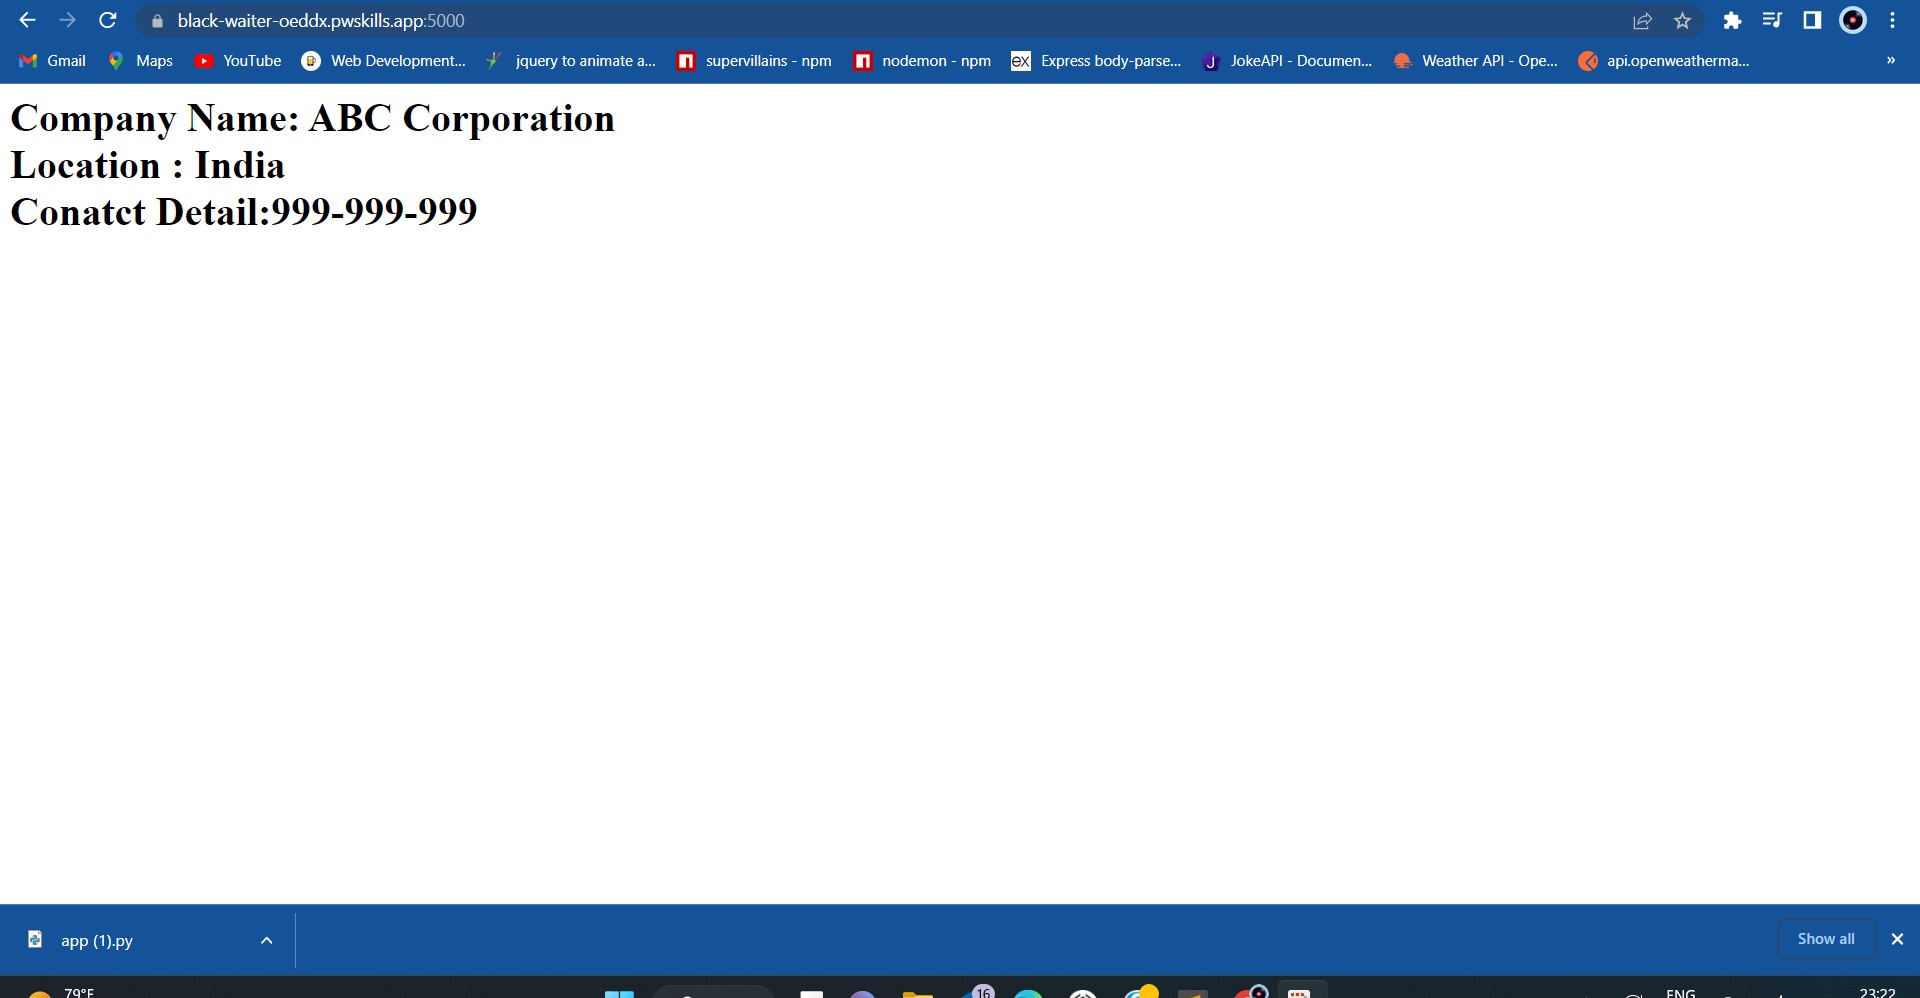 black-waiter-oeddx.pwskills.app:5000
Gmail Maps YouTube Web Development... jquery to animate a... supervillains - npm nodemon - npm ex Express body-parse... J JokeAPI - Documen... Weather API - Ope... api.openweatherma... »
Company Name: ABC Corporation
Location : India
Conatct Detail:999-999-999
app (1).py Show all
79°F 16 ENG 23:22